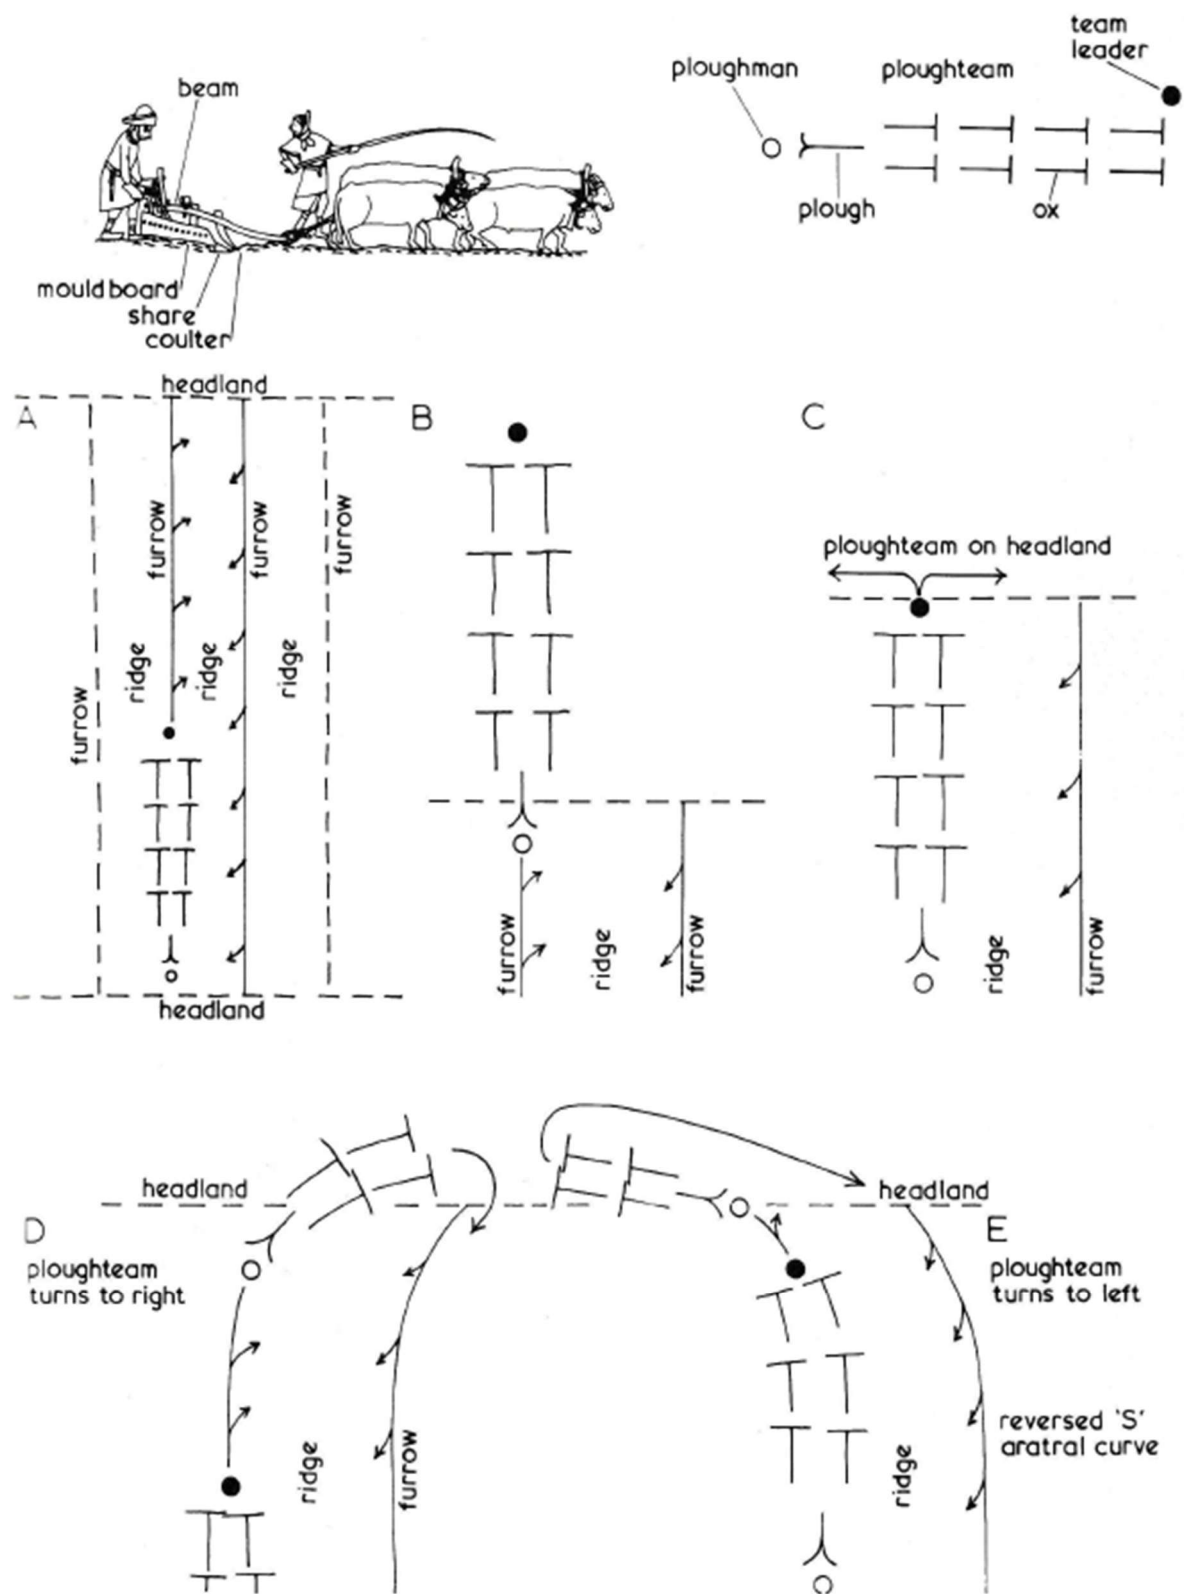 beam
mouldboard
share
coulter
ploughman
ploughteam
team
leader
plough
ox
A
headland
furrow
furrow
furrow
furrow
ridge
ridge
ridge
headland
B
furrow
ridge
furrow
C
ploughteam on headland
ridge
furrow
D
headland
ploughteam
turns to right
ridge
furrow
headland
E
ploughteam
turns to left
reversed 'S'
aratral curve
ridge